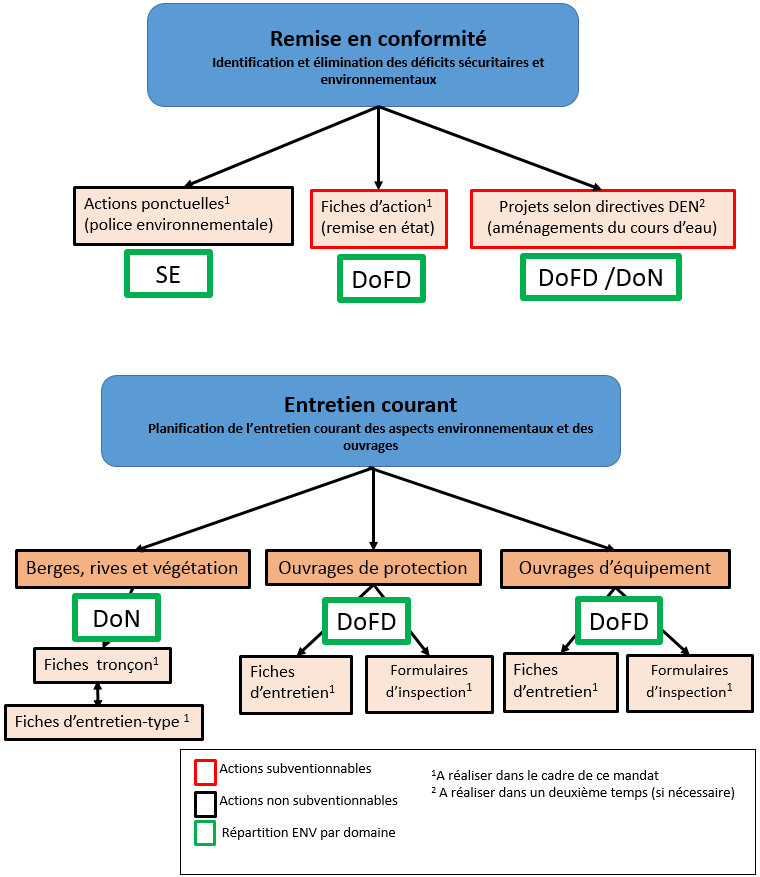 Remise en conformité
Identification et élimination des déficits sécuritaires et
environnementaux
Actions ponctuelles¹
(police environnementale)
Fiches d’action¹
(remise en état)
Projets selon directives DEN²
(aménagements du cours d’eau)
SE
DoFD
DoFD /DoN
Entretien courant
Planification de l’entretien courant des aspects environnementaux et des
ouvrages
Berges, rives et végétation
Ouvrages de protection
Ouvrages d’équipement
DoN
DoFD
DoFD
Fiches tronçon¹
Fiches d’entretien-type ¹
Fiches
d’entretien¹
Formulaires
d’inspection¹
Fiches
d’entretien¹
Formulaires
d’inspection¹
Actions subventionnables
Actions non subventionnables
Répartition ENV par domaine
¹A réaliser dans le cadre de ce mandat
² A réaliser dans un deuxième temps (si nécessaire)